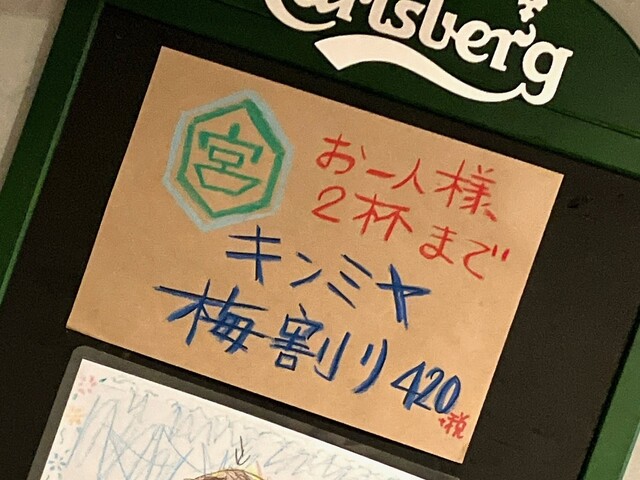 Carlsberg
宮
お一人様、
2杯まで
キンミヤ
梅割り 420
+税